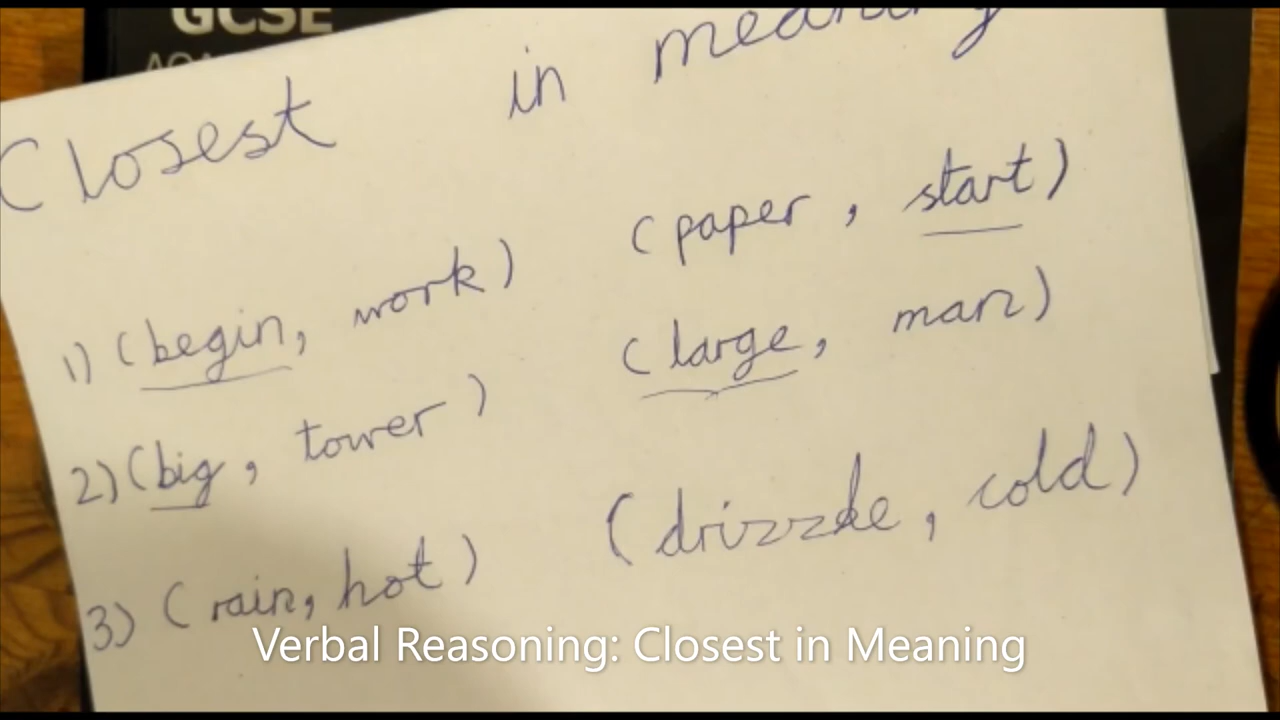 GCSE
AQA
Closest in meaning
1) (begin, work) (paper, start)
2) (big, tower) (large, man)
3) (rain, hot) (drizzle, cold)
Verbal Reasoning: Closest in Meaning